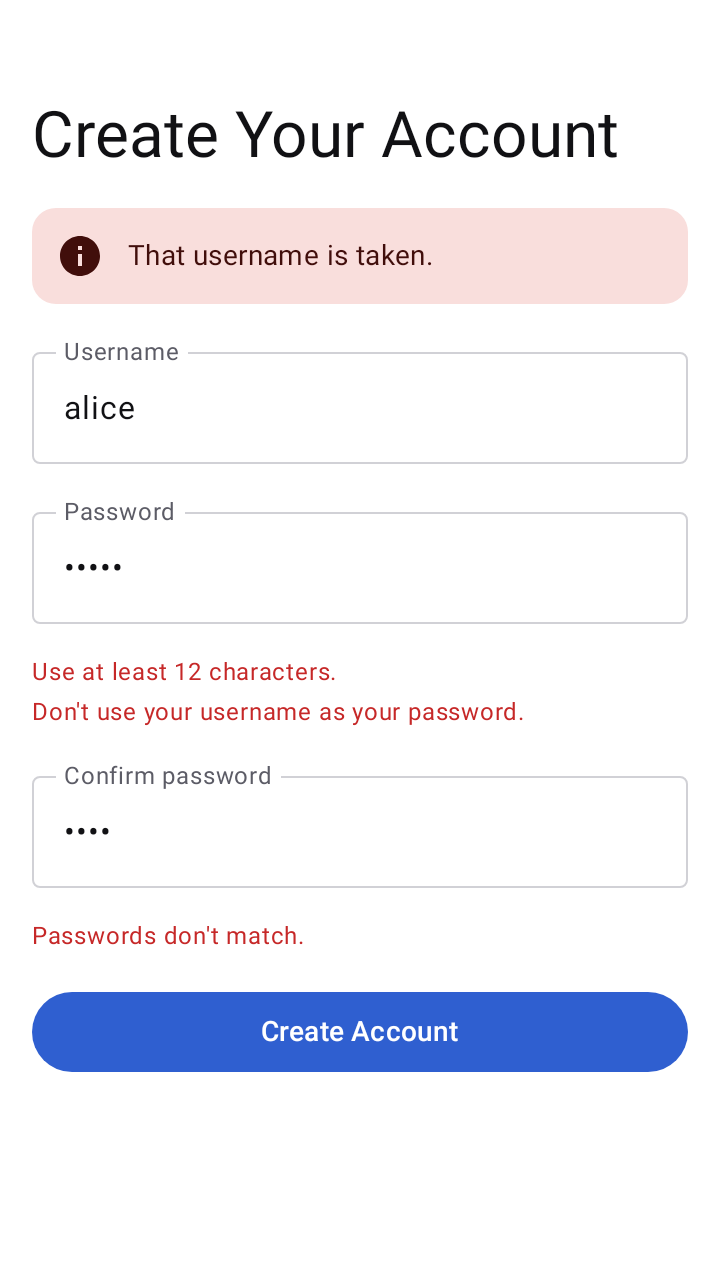 Create Your Account
That username is taken.
Username
alice
Password
•••••
Use at least 12 characters.
Don't use your username as your password.
Confirm password
••••
Passwords don't match.
Create Account